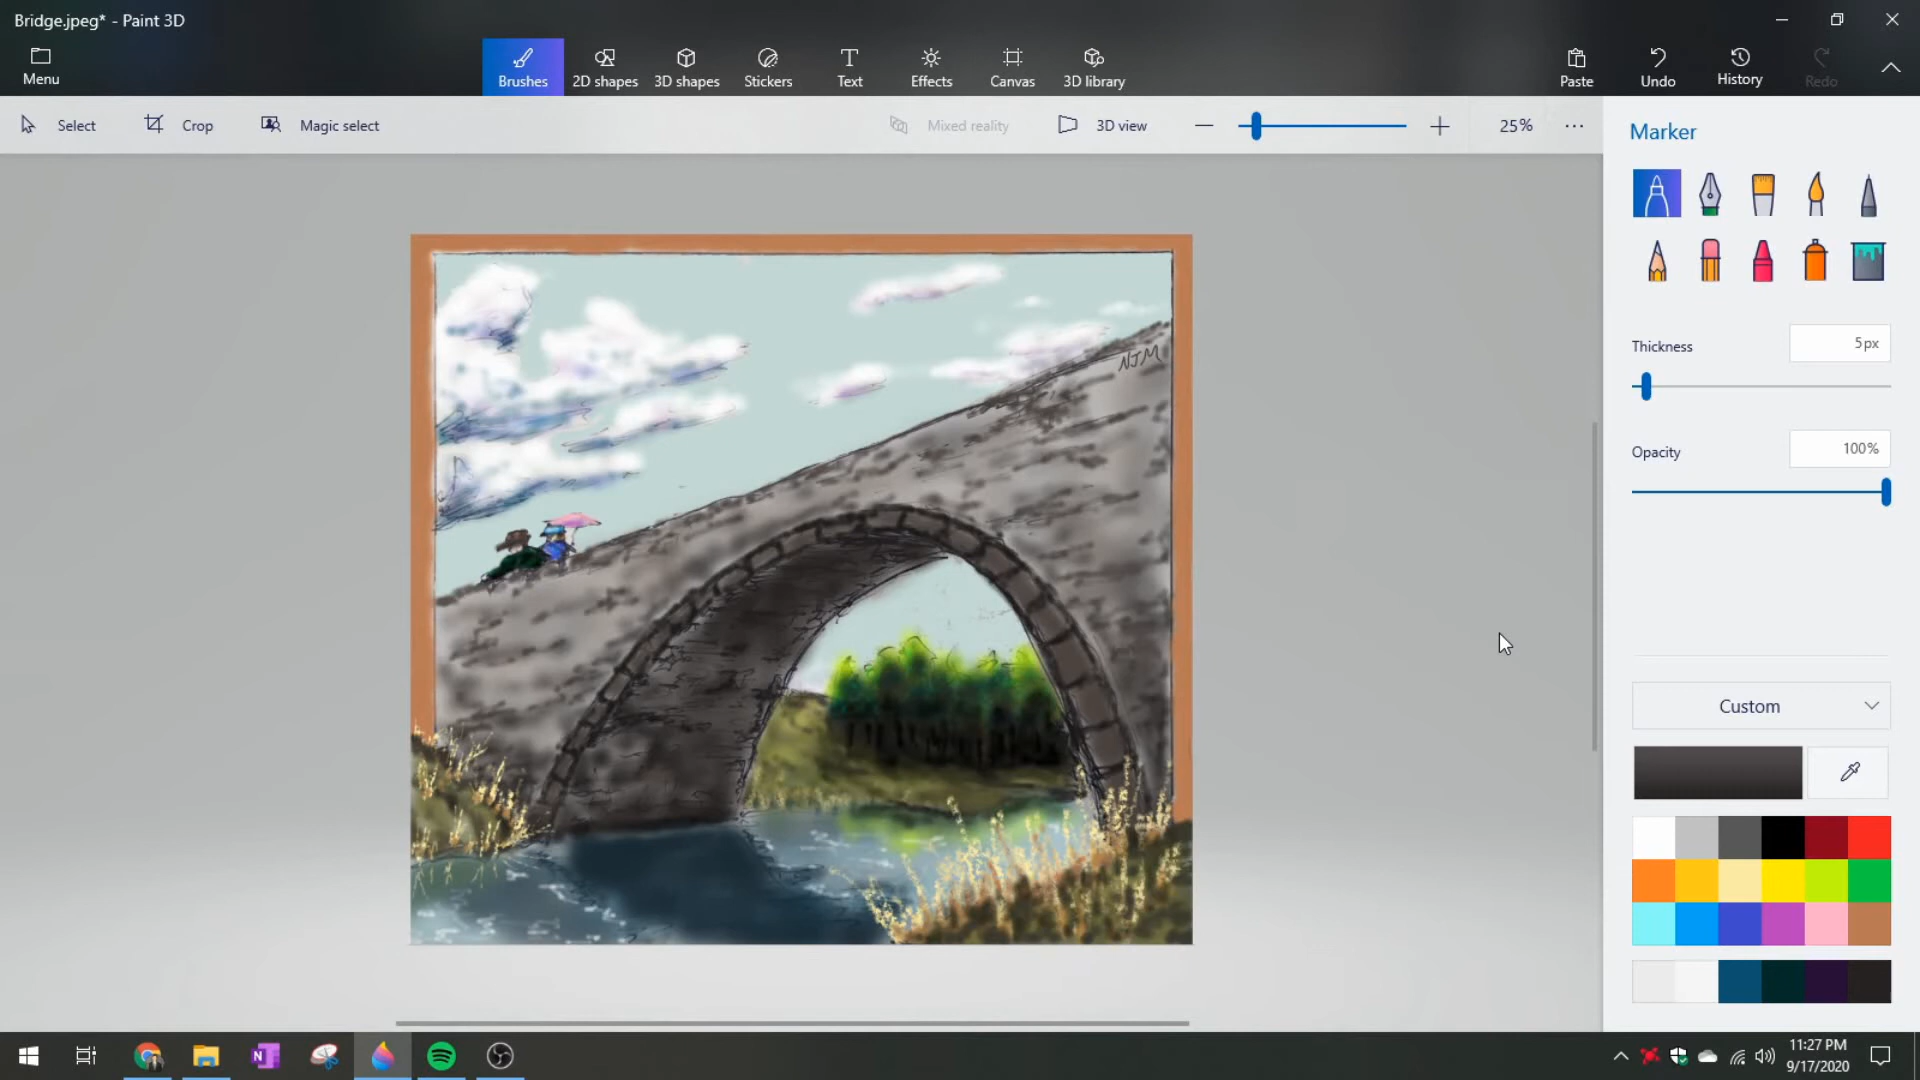 Bridge.jpeg* - Paint 3D
Menu
Brushes
2D shapes
3D shapes
Stickers
Text
Effects
Canvas
3D library
Paste
Undo
History
Redo
Select
Crop
Magic select
Mixed reality
3D view
25%
Marker
Thickness
5px
Opacity
100%
NJM
Custom
11:27 PM
9/17/2020